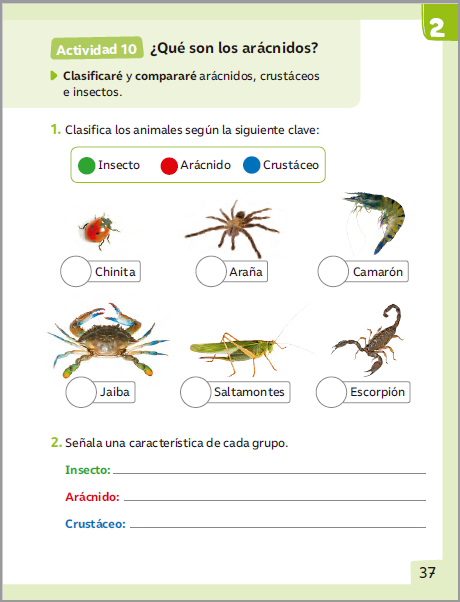 2
Actividad 10 ¿Qué son los arácnidos?
Clasificaré y compararé arácnidos, crustáceos
e insectos.
1. Clasifica los animales según la siguiente clave:
Insecto Arácnido Crustáceo
Chinita Araña Camarón
Jaiba Saltamontes Escorpión
2. Señala una característica de cada grupo.
Insecto:
Arácnido:
Crustáceo:
37